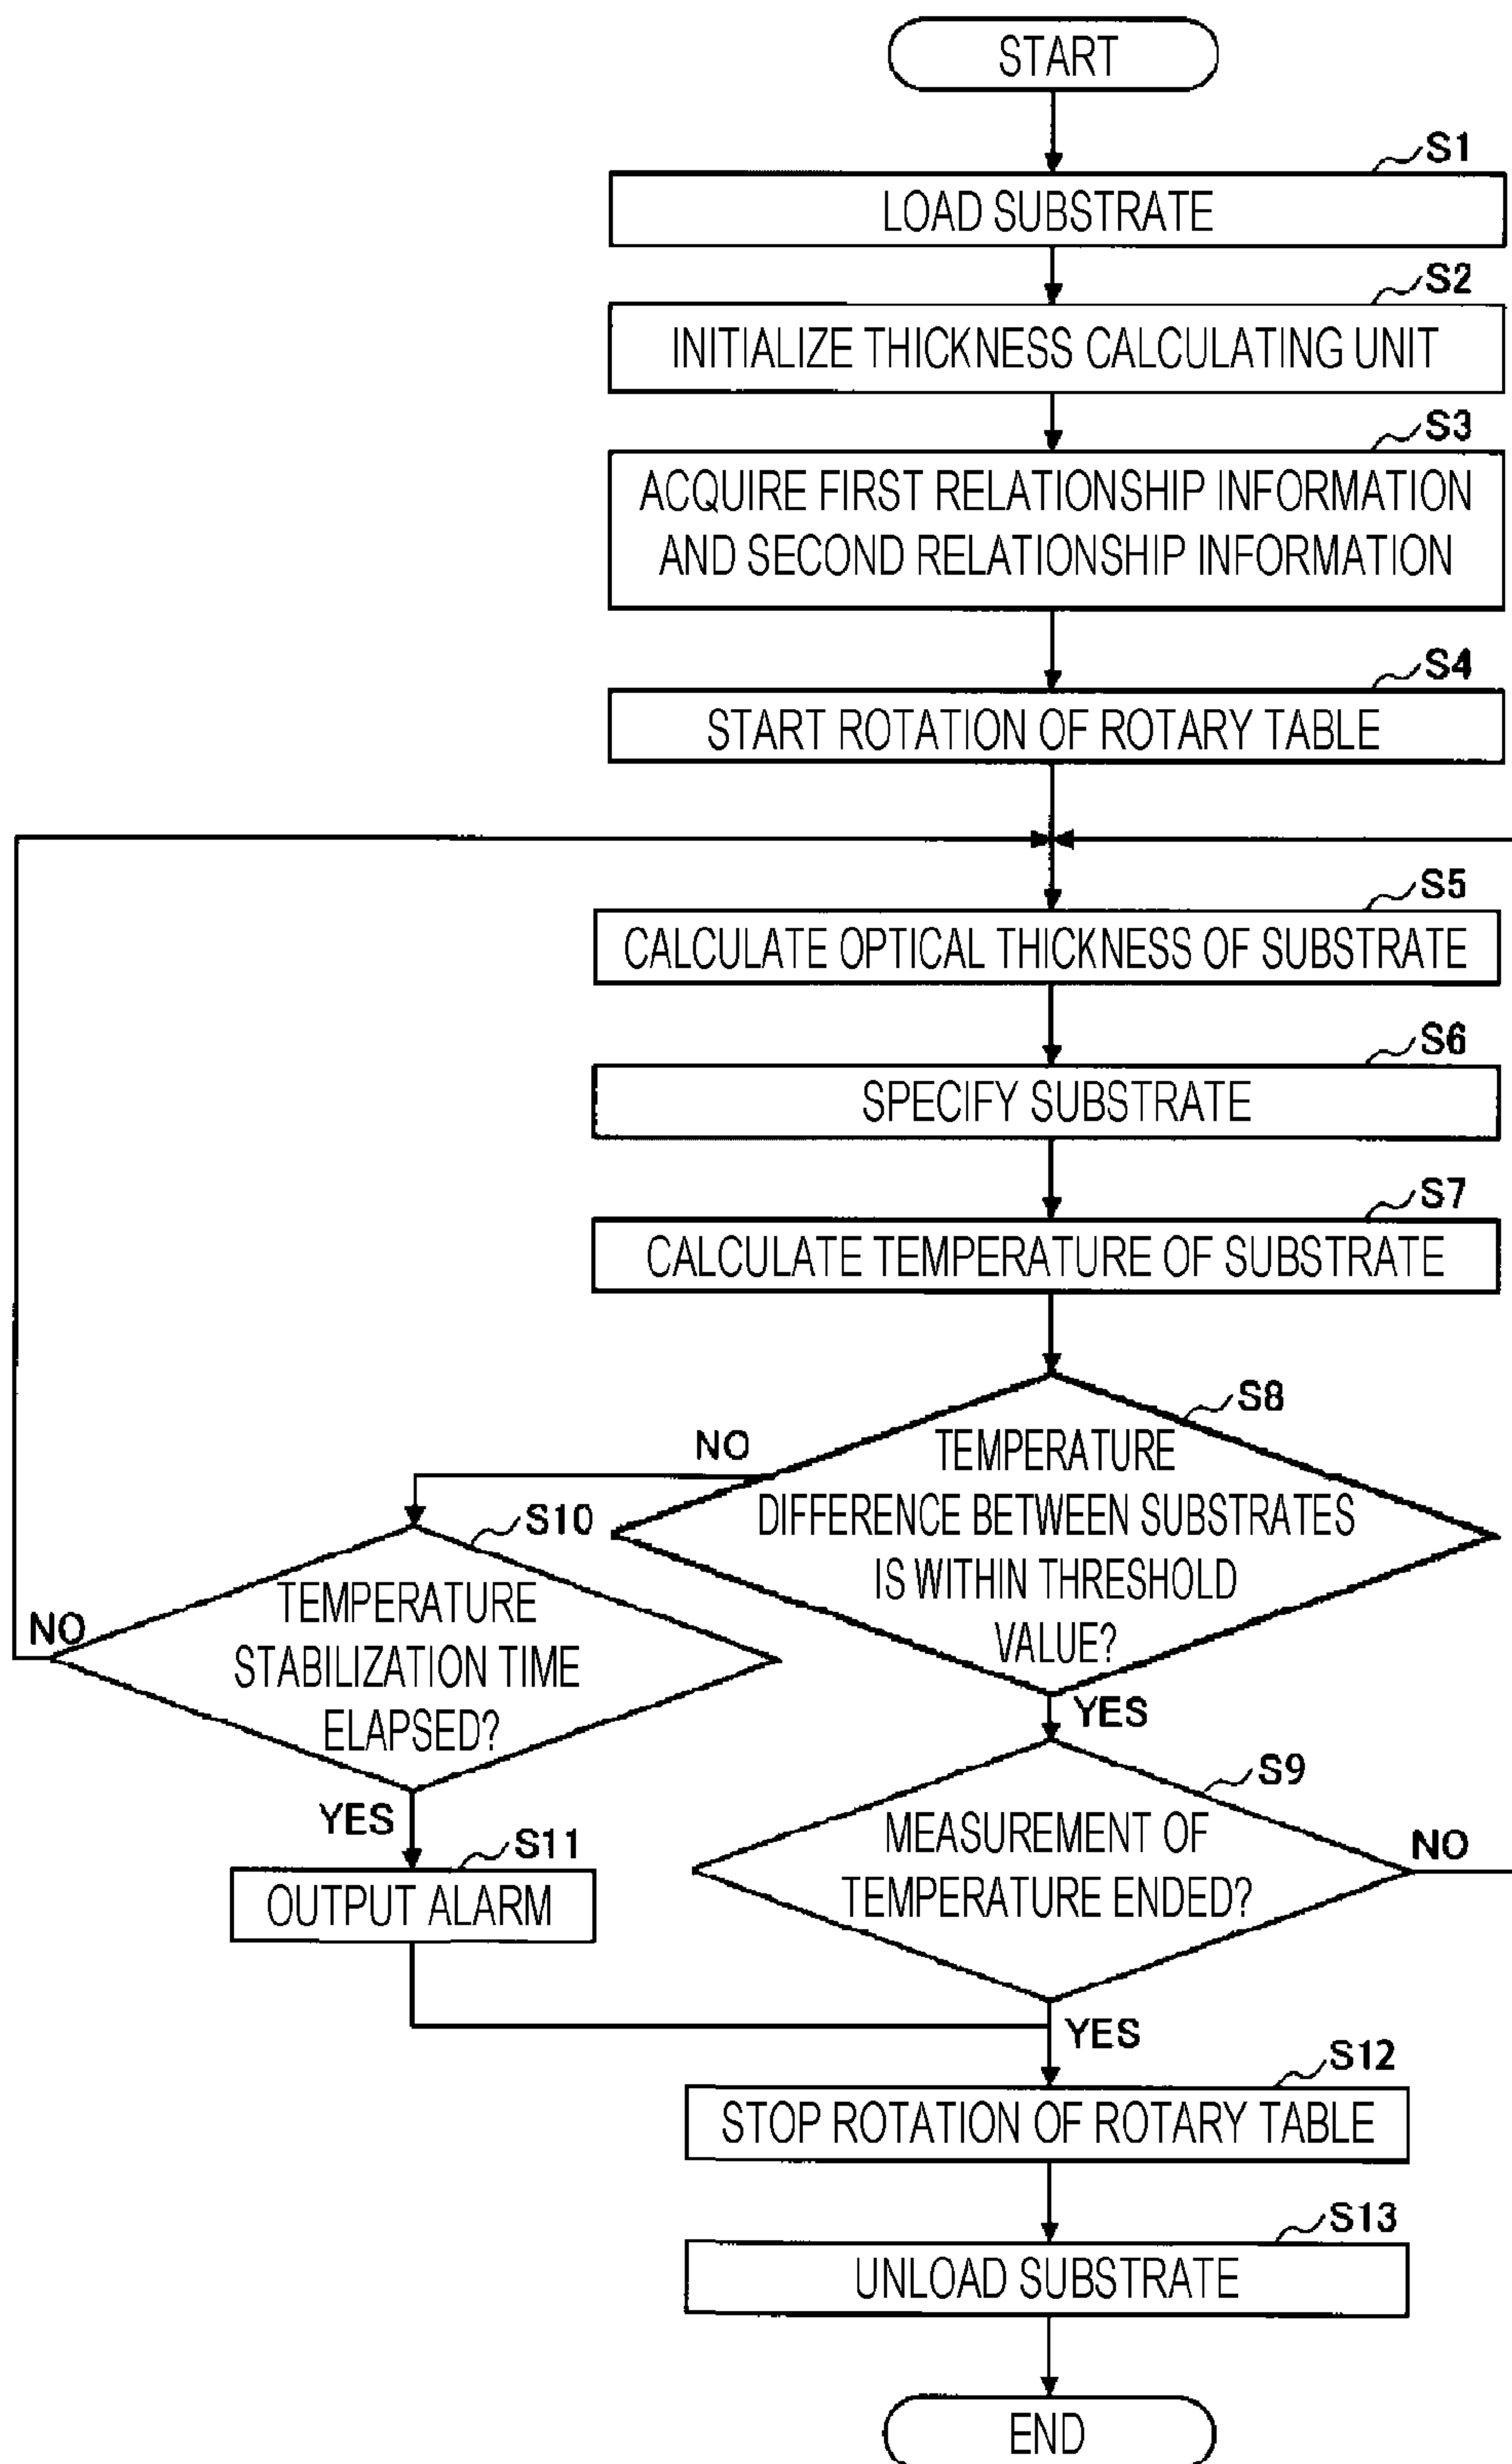 START
S1
LOAD SUBSTRATE
S2
INITIALIZE THICKNESS CALCULATING UNIT
S3
ACQUIRE FIRST RELATIONSHIP INFORMATION
AND SECOND RELATIONSHIP INFORMATION
S4
START ROTATION OF ROTARY TABLE
S5
CALCULATE OPTICAL THICKNESS OF SUBSTRATE
S6
SPECIFY SUBSTRATE
S7
CALCULATE TEMPERATURE OF SUBSTRATE
S8
TEMPERATURE
DIFFERENCE BETWEEN SUBSTRATES
IS WITHIN THRESHOLD
VALUE?
NO
S10
TEMPERATURE
STABILIZATION TIME
ELAPSED?
NO
YES
S9
MEASUREMENT OF
TEMPERATURE ENDED?
NO
YES
S11
OUTPUT ALARM
YES
S12
STOP ROTATION OF ROTARY TABLE
S13
UNLOAD SUBSTRATE
END